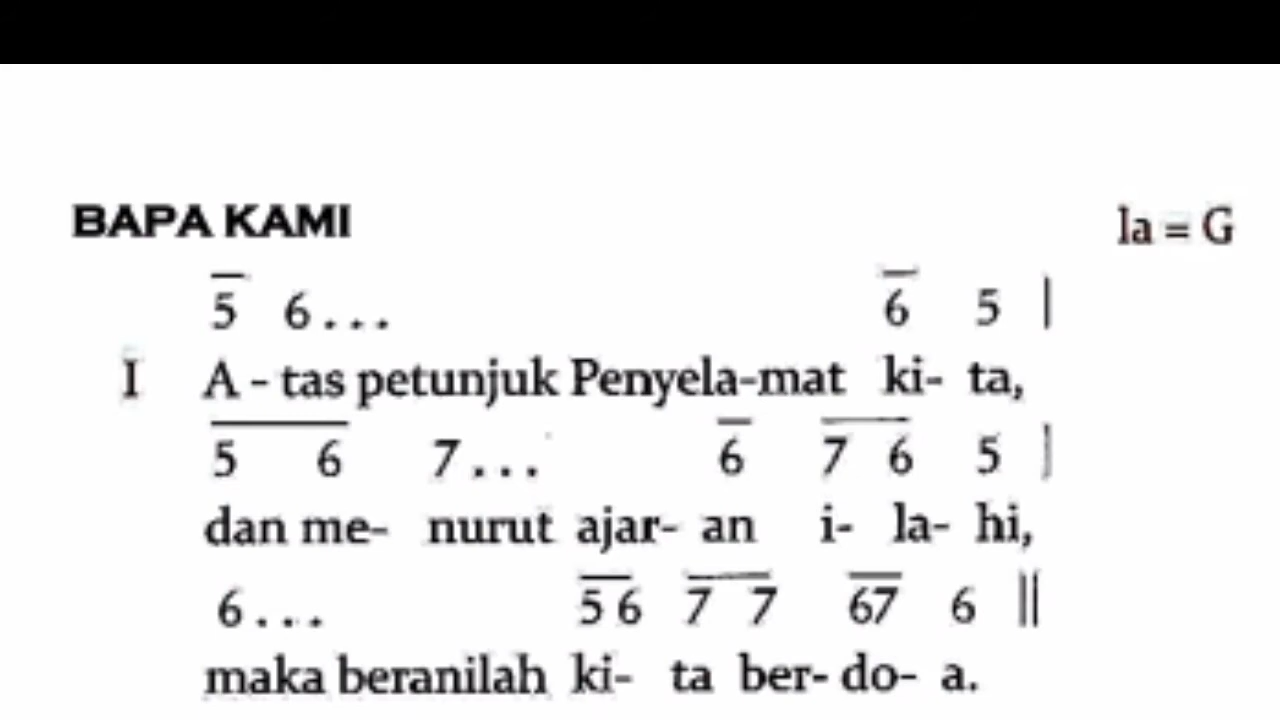 BAPA KAMI la = G
5 6... 6 5 |
I A - tas petunjuk Penyela-mat ki- ta,
5 6 7... 6 7 6 5 |
dan me- nurut ajar- an i- la- hi,
6... 5 6 7 7 67 6 ||
maka beranilah ki- ta ber- do- a.